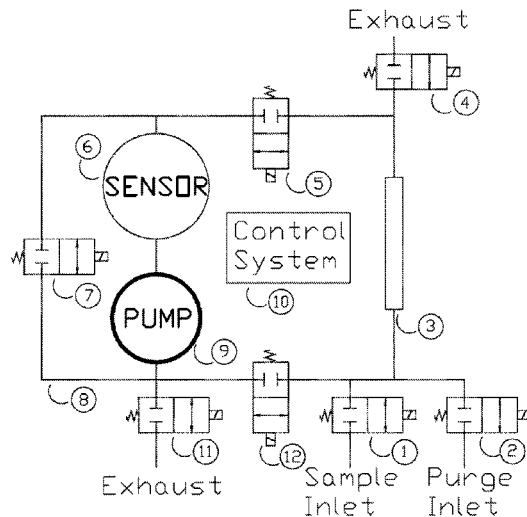 Exhaust
4
6
SENSOR
5
Control
System
7
10
PUMP
3
9
8
11
12
1
2
Exhaust
Sample
Inlet
Purge
Inlet